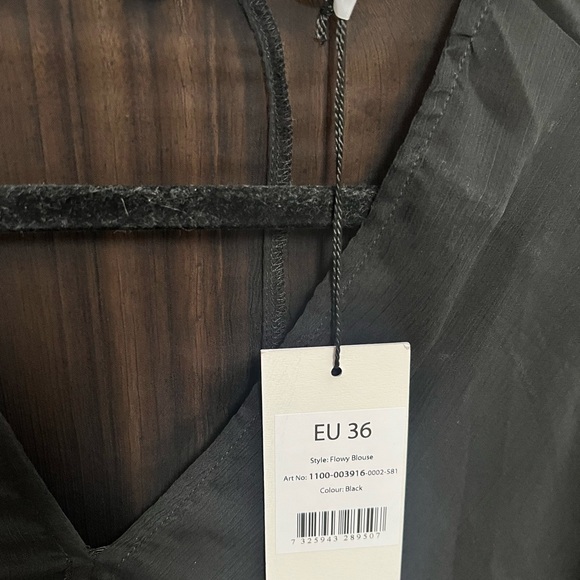 EU 36
Style: Flowy Blouse
Art No: 1100-003916-0002-581
Colour: Black
7 325943 289507